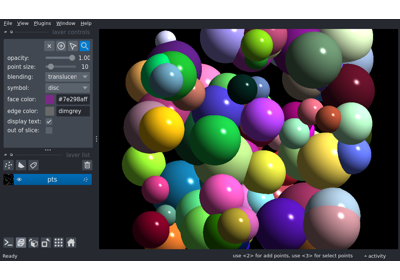 File View Plugins Window Help
layer controls
opacity: 1.00
point size: 10
blending: translucen
symbol: disc
face color: #7e298aff
edge color: dimgrey
display text:
out of slice:
layer list
pts
Ready use <2> for add points, use <3> for select points activity